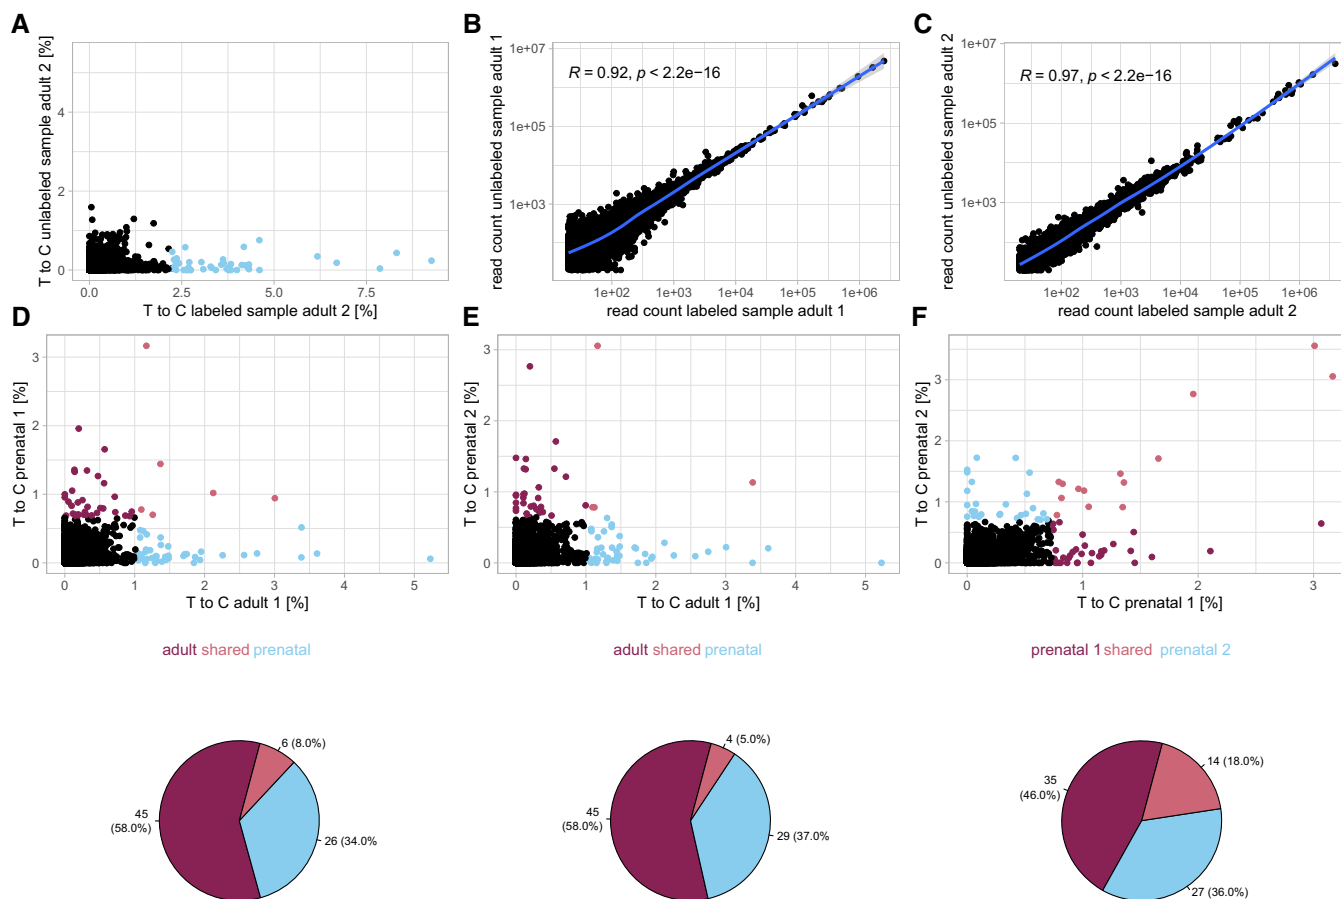 A
T to C unlabeled sample adult 2 [%]
4
2
0
0.0
2.5
5.0
7.5
T to C labeled sample adult 2 [%]
B
read count unlabeled sample adult 1
1e+07
1e+05
1e+03
R = 0.92, p < 2.2e−16
1e+02
1e+03
1e+04
1e+05
1e+06
read count labeled sample adult 1
C
read count unlabeled sample adult 2
1e+07
1e+05
1e+03
R = 0.97, p < 2.2e−16
1e+02
1e+03
1e+04
1e+05
1e+06
read count labeled sample adult 2
D
T to C prenatal 1 [%]
3
2
1
0
0
1
2
3
4
5
T to C adult 1 [%]
adult shared prenatal
6 (8.0%)
45
(58.0%)
26 (34.0%
E
T to C prenatal 2 [%]
3
2
1
0
0
1
2
3
4
5
T to C adult 1 [%]
adult shared prenatal
4 (5.0%)
45
(58.0%)
29 (37.0%
F
T to C prenatal 2 [%]
3
2
1
0
0
1
2
3
T to C prenatal 1 [%]
prenatal 1 shared prenatal 2
14 (18.0%)
35
(46.0%)
27 (36.0%)